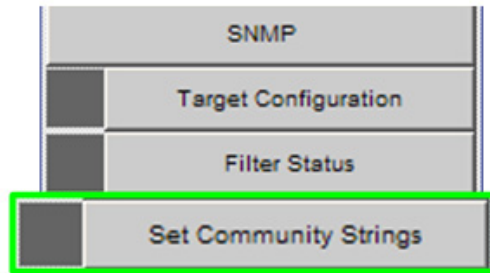 SNMP
Target Configuration
Filter Status
Set Community Strings